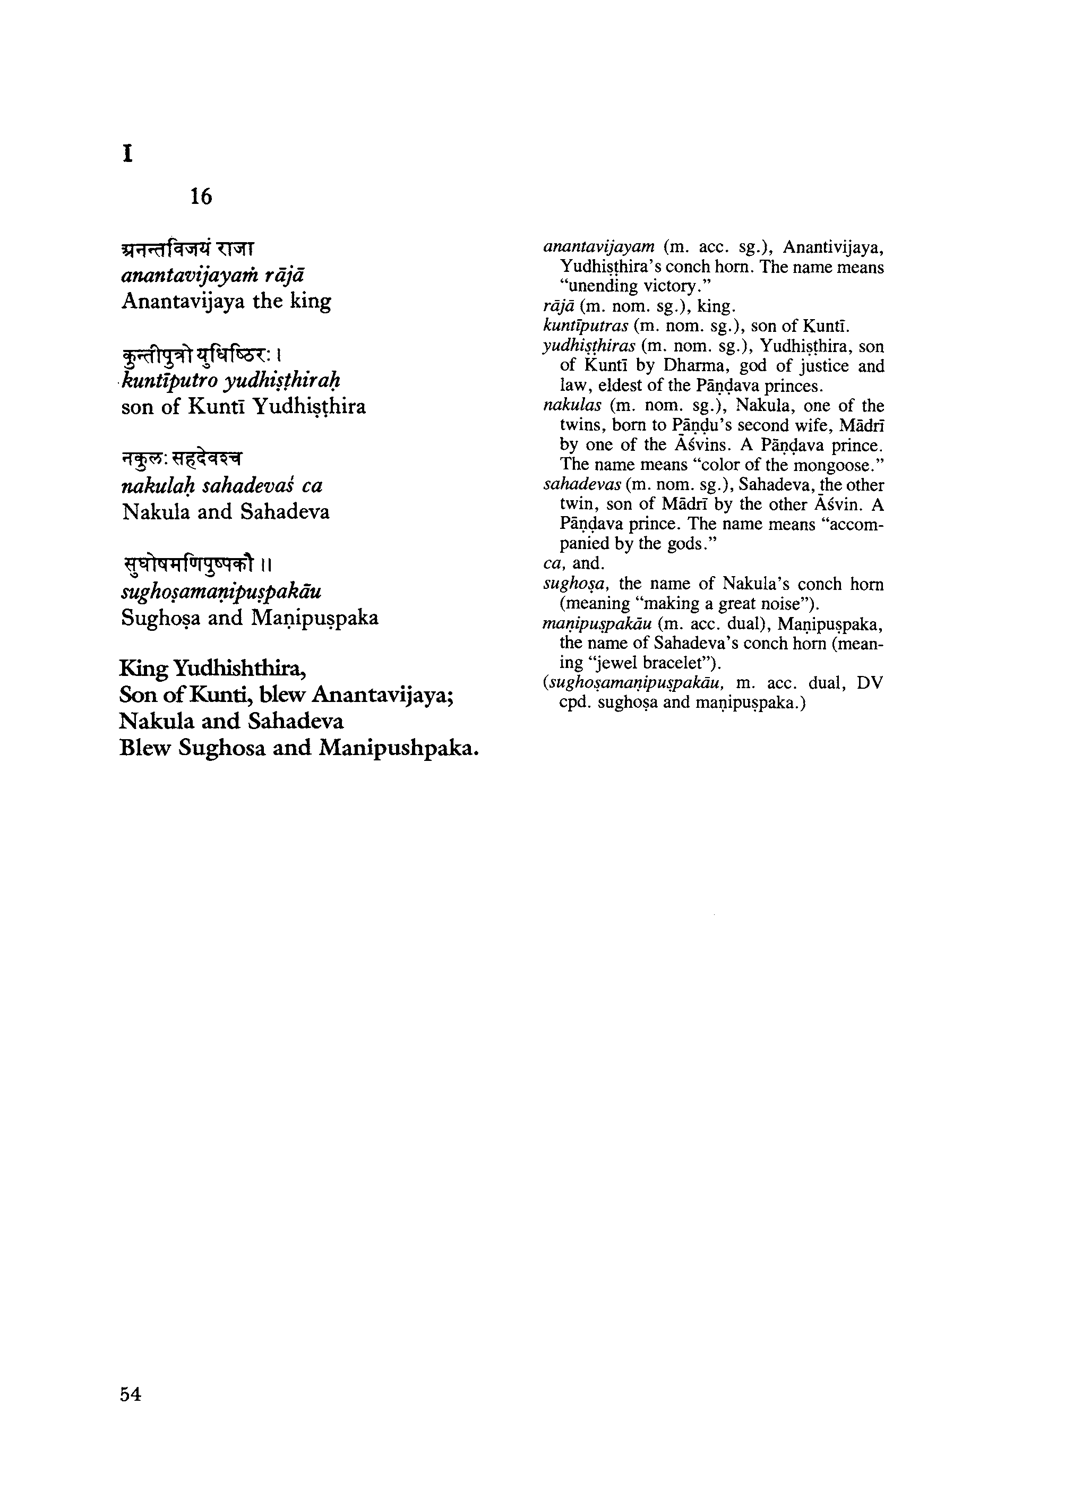 I
16
अनन्तविजयं राजा
anantavijayaṁ rājā
Anantavijaya the king
कुन्तीपुत्रो युधिष्ठिरः।
kuntīputro yudhiṣṭhiraḥ
son of Kuntī Yudhiṣṭhira
नकुलः सहदेवश्च
nakulaḥ sahadevaś ca
Nakula and Sahadeva
सुघोषमणिपुष्पकौ॥
sughoṣamaṇipuṣpakāu
Sughoṣa and Maṇipuṣpaka
King Yudhishthira,
Son of Kunti, blew Anantavijaya;
Nakula and Sahadeva
Blew Sughosa and Manipushpaka.
anantavijayam (m. acc. sg.), Anantivijaya,
Yudhiṣṭhira's conch horn. The name means
“unending victory.”
rājā (m. nom. sg.), king.
kuntīputras (m. nom. sg.), son of Kuntī.
yudhiṣṭhiras (m. nom. sg.), Yudhiṣṭhira, son
of Kuntī by Dharma, god of justice and
law, eldest of the Pāṇḍava princes.
nakulas (m. nom. sg.), Nakula, one of the
twins, born to Pāṇḍu's second wife, Mādrī
by one of the Āśvins. A Pāṇḍava prince.
The name means “color of the mongoose.”
sahadevas (m. nom. sg.), Sahadeva, the other
twin, son of Mādrī by the other Āśvin. A
Pāṇḍava prince. The name means “accom-
panied by the gods.”
ca, and.
sughoṣa, the name of Nakula's conch horn
(meaning “making a great noise”).
maṇipuṣpakāu (m. acc. dual), Maṇipuṣpaka,
the name of Sahadeva's conch horn (mean-
ing “jewel bracelet”).
(sughoṣamaṇipuṣpakāu, m. acc. dual, DV
cpd. sughoṣa and maṇipuṣpaka.)
54